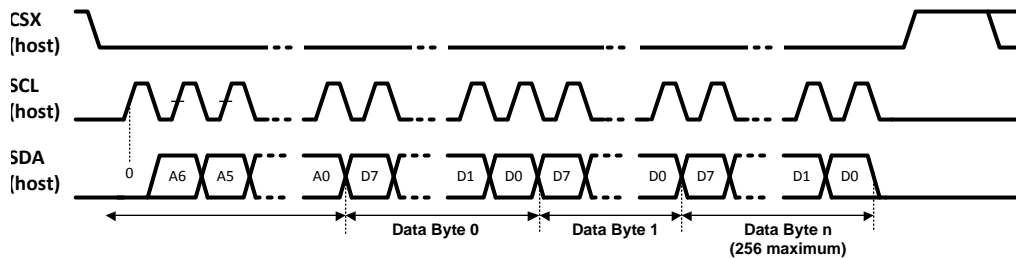 CSX
(host)
SCL
(host)
SDA
(host)
0 A6 A5 A0 D7 D1 D0 D7 D0 D7 D1 D0
Data Byte 0 Data Byte 1 Data Byte n
(256 maximum)